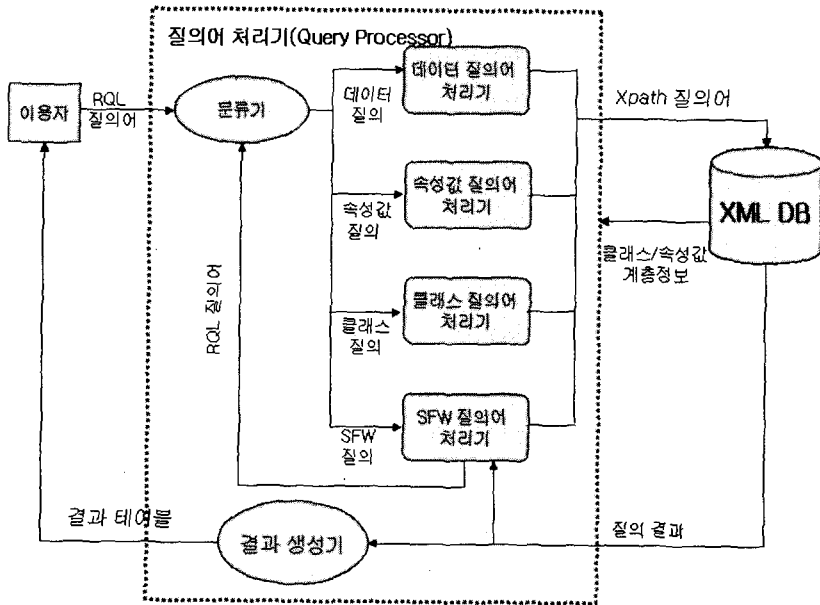 질의어 처리기(Query Processor)
이용자
RQL
질의어
분류기
데이터
질의
데이터 질의어
처리기
Xpath 질의어
속성값
질의
속성값 질의어
처리기
XML DB
클래스/속성값
계층정보
RQL 질의어
클래스
질의
클래스 질의어
처리기
SFW
질의
SFW 질의어
처리기
결과 테이블
결과 생성기
질의 결과